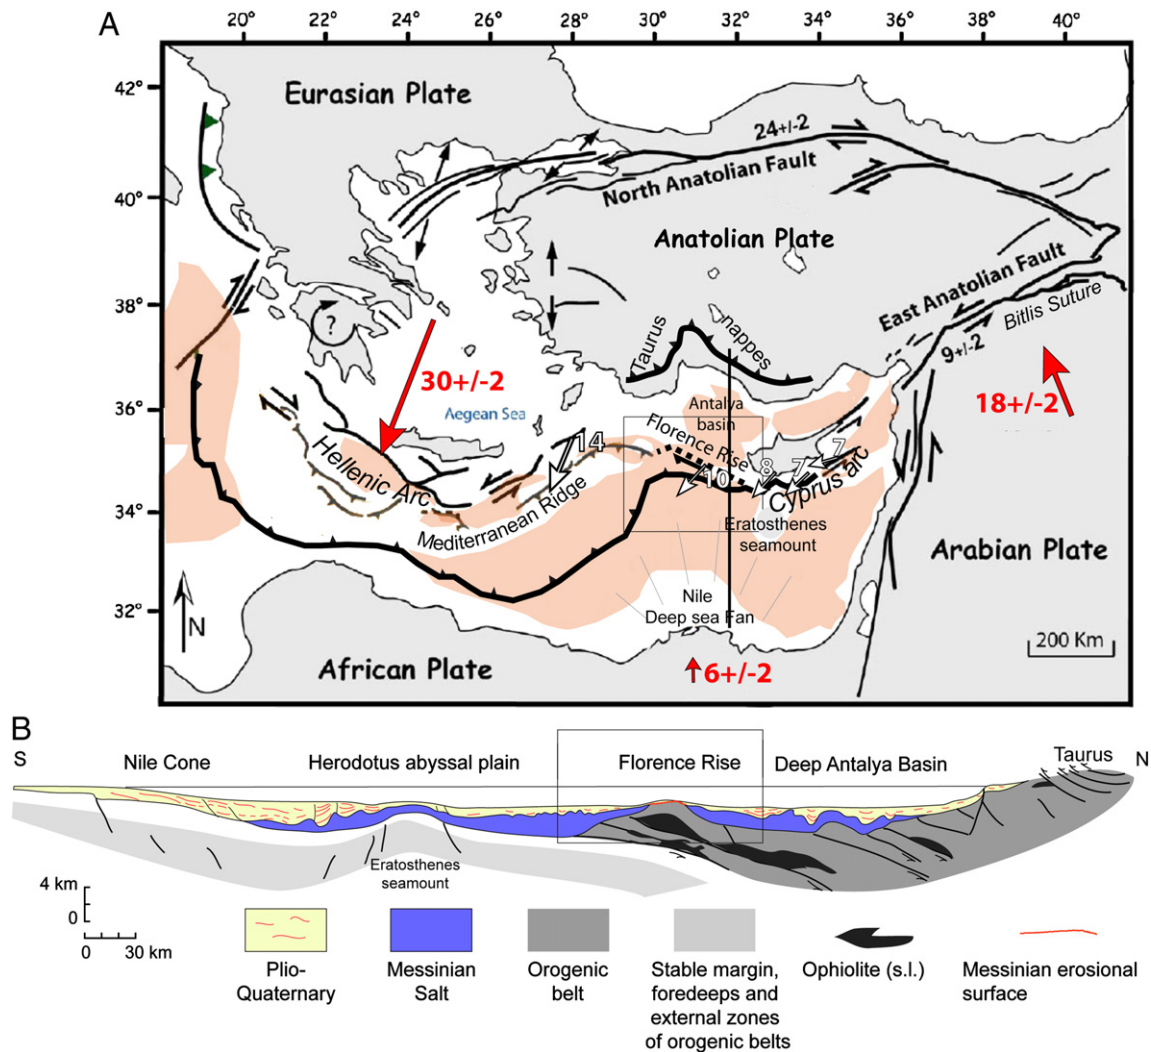 A
20° 24° 26° 28° 30° 32° 34° 36° 38° 40°
42°
40°
38°
36°
34°
32°
Eurasian Plate
24+/-2
North Anatolian Fault
Anatolian Plate
East Anatolian Fault
Bitlis Suture
9+/-2
?
Taurus
nappes
30+/-2
18+/-2
Aegean Sea
Antalya
basin
Florence Rise
14
10
8
7
7
Hellenic Arc
Mediterranean Ridge
Cyprus arc
Eratosthenes
seamount
Nile
Deep sea Fan
Arabian Plate
N
200 Km
African Plate
6+/-2
B
S
Nile Cone
Herodotus abyssal plain
Florence Rise
Deep Antalya Basin
Taurus
N
Eratosthenes
seamount
4 km
0
0 30 km
Plio-
Quaternary
Messinian
Salt
Orogenic
belt
Stable margin,
foredeeps and
external zones
of orogenic belts
Ophiolite (s.l.)
Messinian erosional
surface